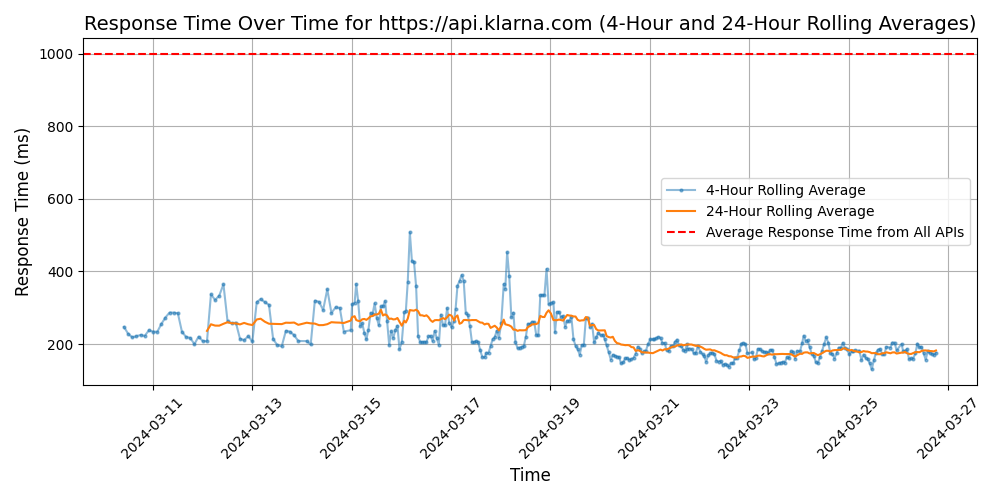 Response Time Over Time for https://api.klarna.com (4-Hour and 24-Hour Rolling Averages)
1000
800
600
400
200
Response Time (ms)
4-Hour Rolling Average
24-Hour Rolling Average
Average Response Time from All APIs
2024-03-11
2024-03-13
2024-03-15
2024-03-17
2024-03-19
2024-03-21
2024-03-23
2024-03-25
2024-03-27
Time